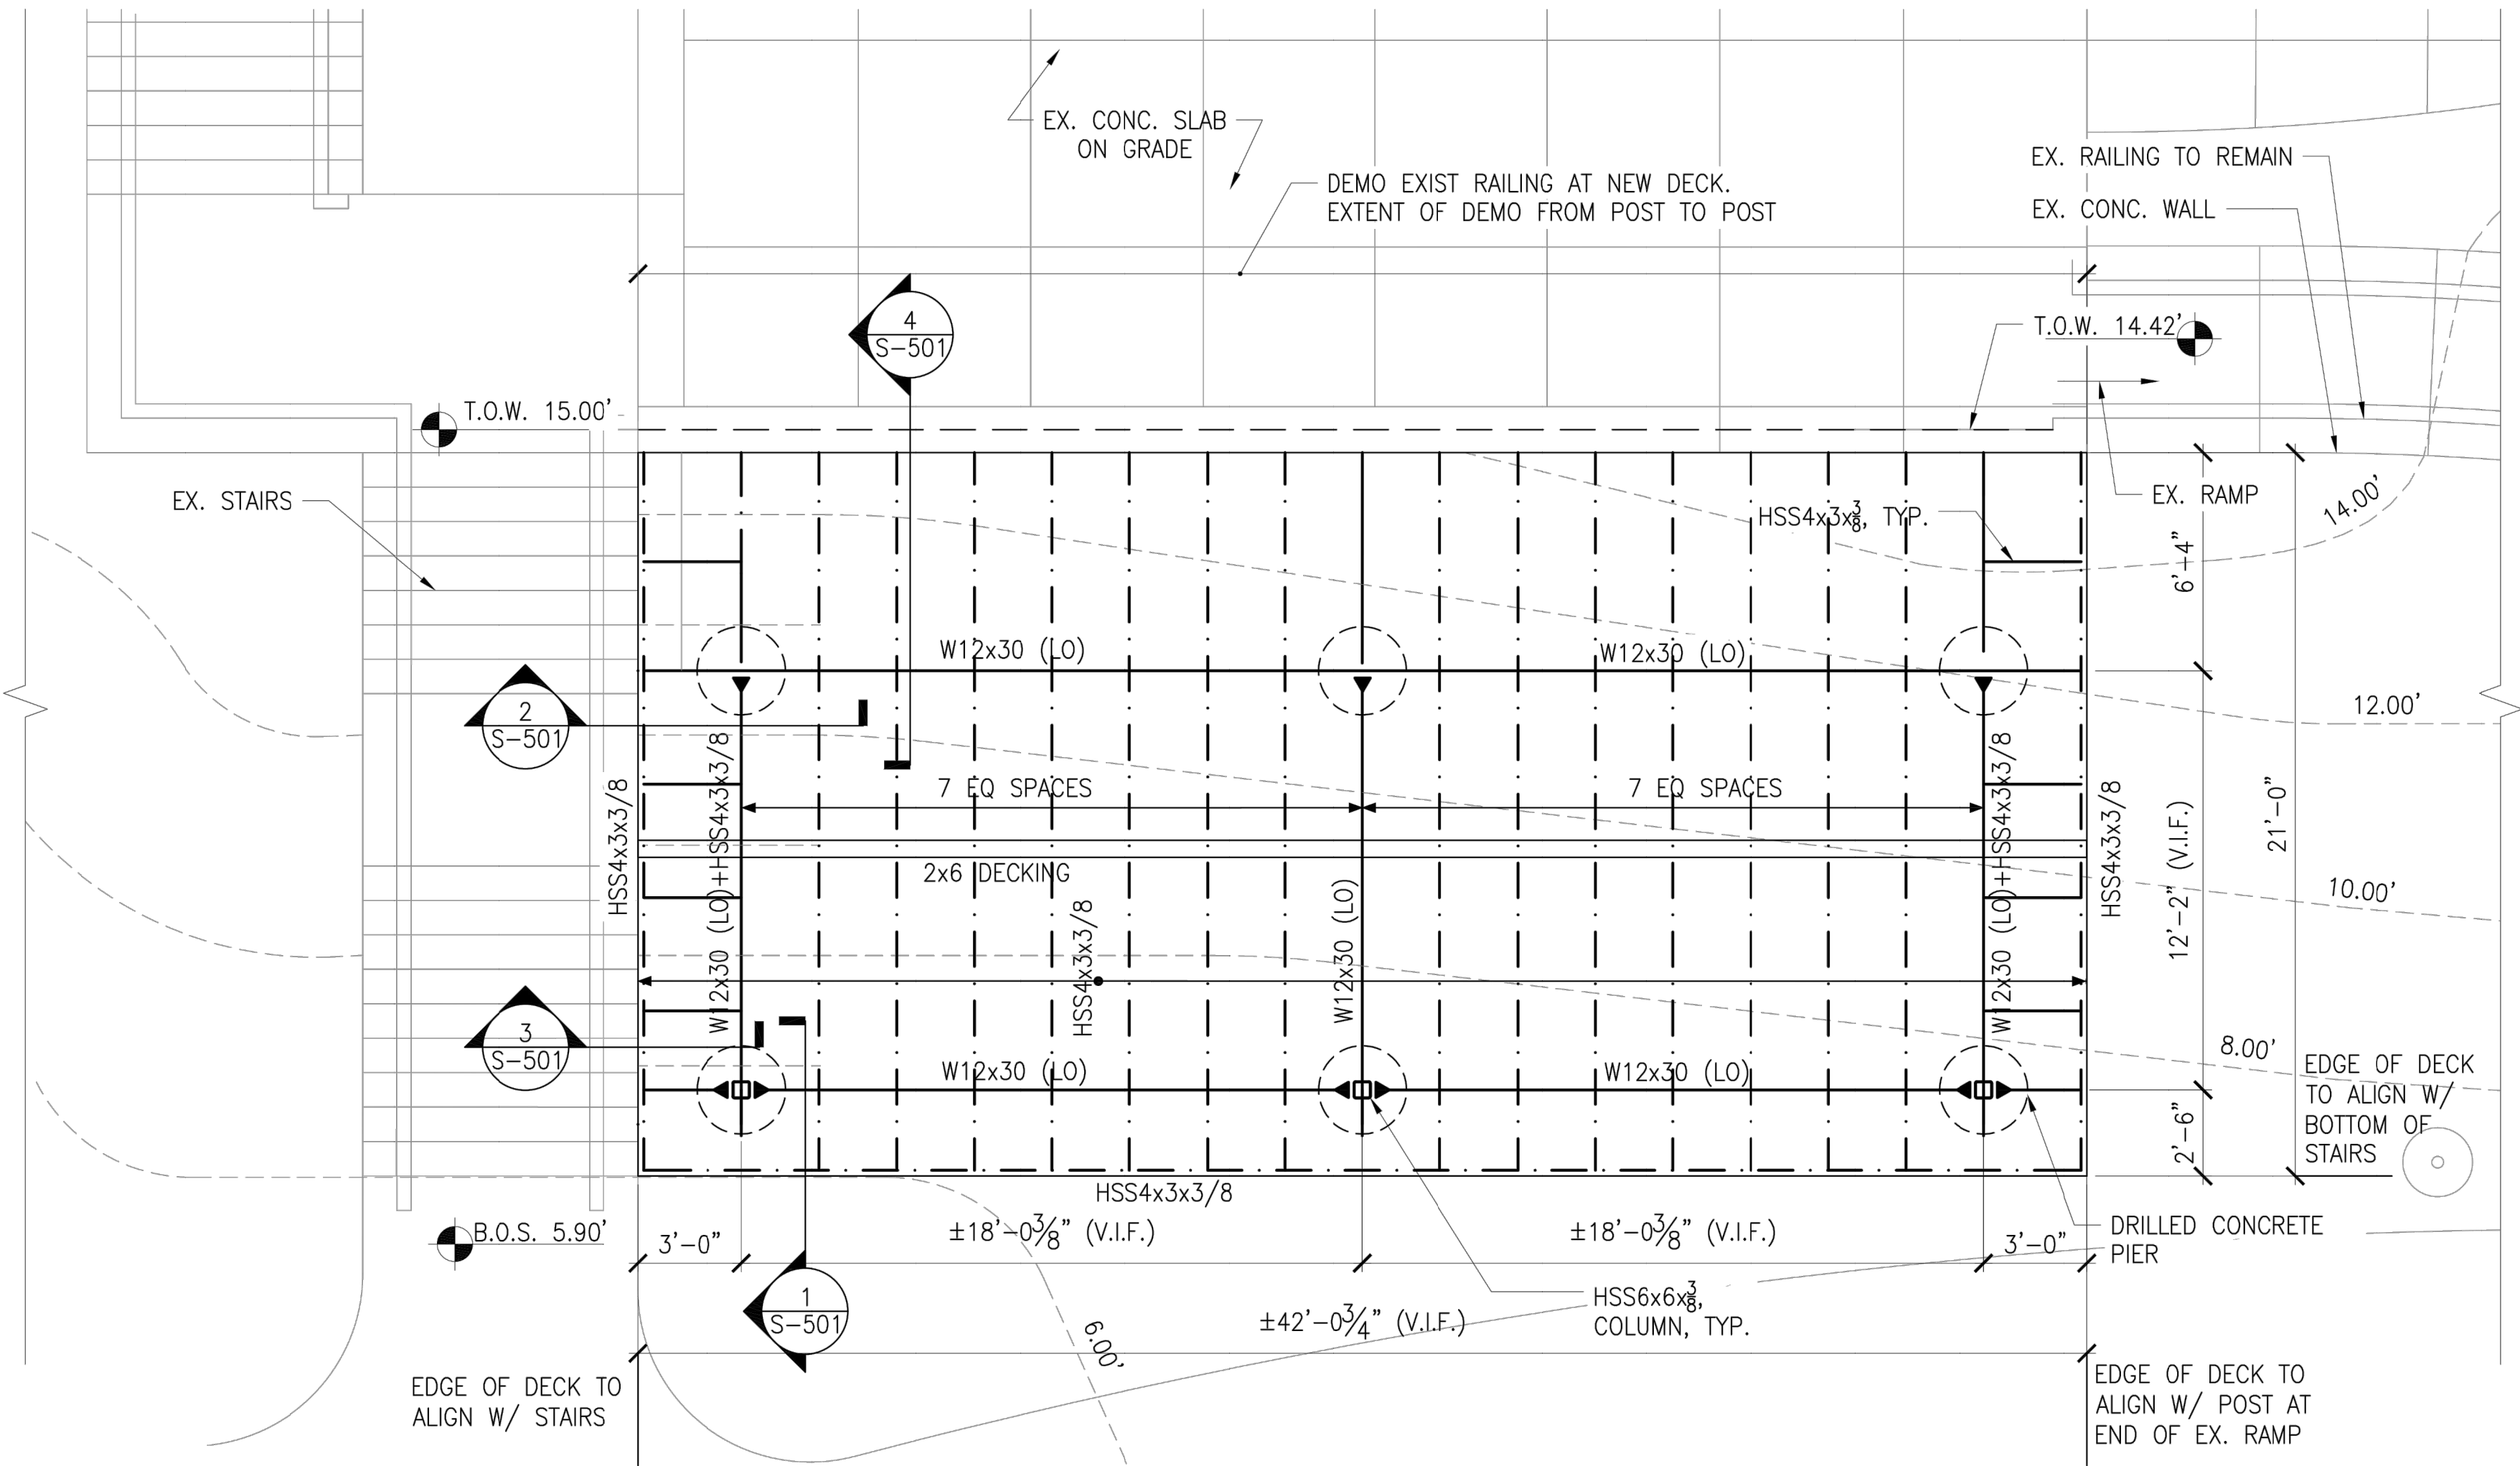 EX. CONC. SLAB
ON GRADE
DEMO EXIST RAILING AT NEW DECK.
EXTENT OF DEMO FROM POST TO POST
EX. RAILING TO REMAIN
EX. CONC. WALL
4
S-501
T.O.W. 14.42'
T.O.W. 15.00'
EX. STAIRS
EX. RAMP
14.00'
HSS4x3x3/8, TYP.
6'-4"
W12x30 (LO)
W12x30 (LO)
2
S-501
12.00'
7 EQ SPACES
7 EQ SPACES
HSS4x3x3/8
W12x30 (LO)+HSS4x3x3/8
W12x30 (LO)+HSS4x3x3/8
HSS4x3x3/8
12'-2" (V.I.F.)
21'-0"
2x6 DECKING
10.00'
HSS4x3x3/8
W12x30 (LO)
3
S-501
W12x30 (LO)
W12x30 (LO)
8.00'
EDGE OF DECK
TO ALIGN W/
BOTTOM OF
STAIRS
2'-6"
HSS4x3x3/8
B.O.S. 5.90'
3'-0"
±18'-0 3/8" (V.I.F.)
±18'-0 3/8" (V.I.F.)
3'-0"
DRILLED CONCRETE
PIER
1
S-501
±42'-0 3/4" (V.I.F.)
HSS6x6x3/8,
COLUMN, TYP.
6.00'
EDGE OF DECK TO
ALIGN W/ STAIRS
EDGE OF DECK TO
ALIGN W/ POST AT
END OF EX. RAMP